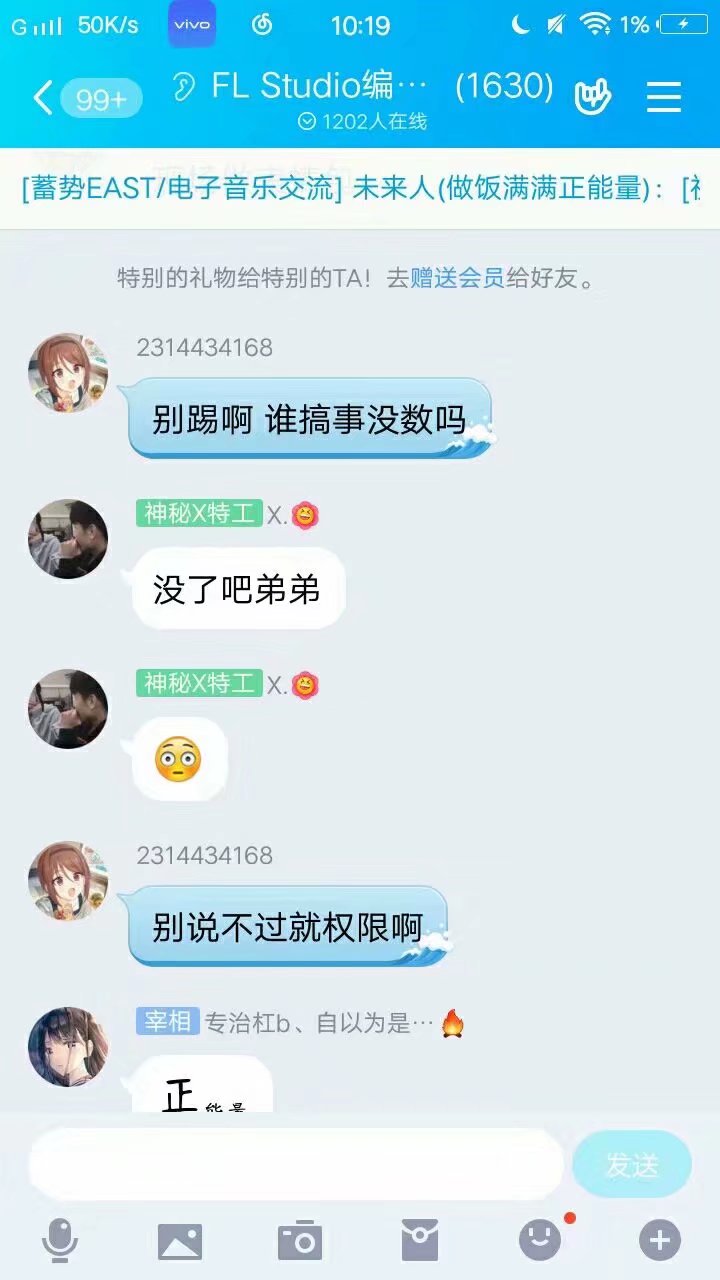 G 50K/s vivo 10:19 1%
99+ FL Studio编… (1630)
1202人在线
[蓄势EAST/电子音乐交流] 未来人(做饭满满正能量)：[
特别的礼物给特别的TA！去赠送会员给好友。
2314434168
别踢啊 谁搞事没数吗
神秘X特工 X.
没了吧弟弟
神秘X特工 X.
2314434168
别说不过就权限啊
宰相 专治杠b、自以为是…
正能量
发送